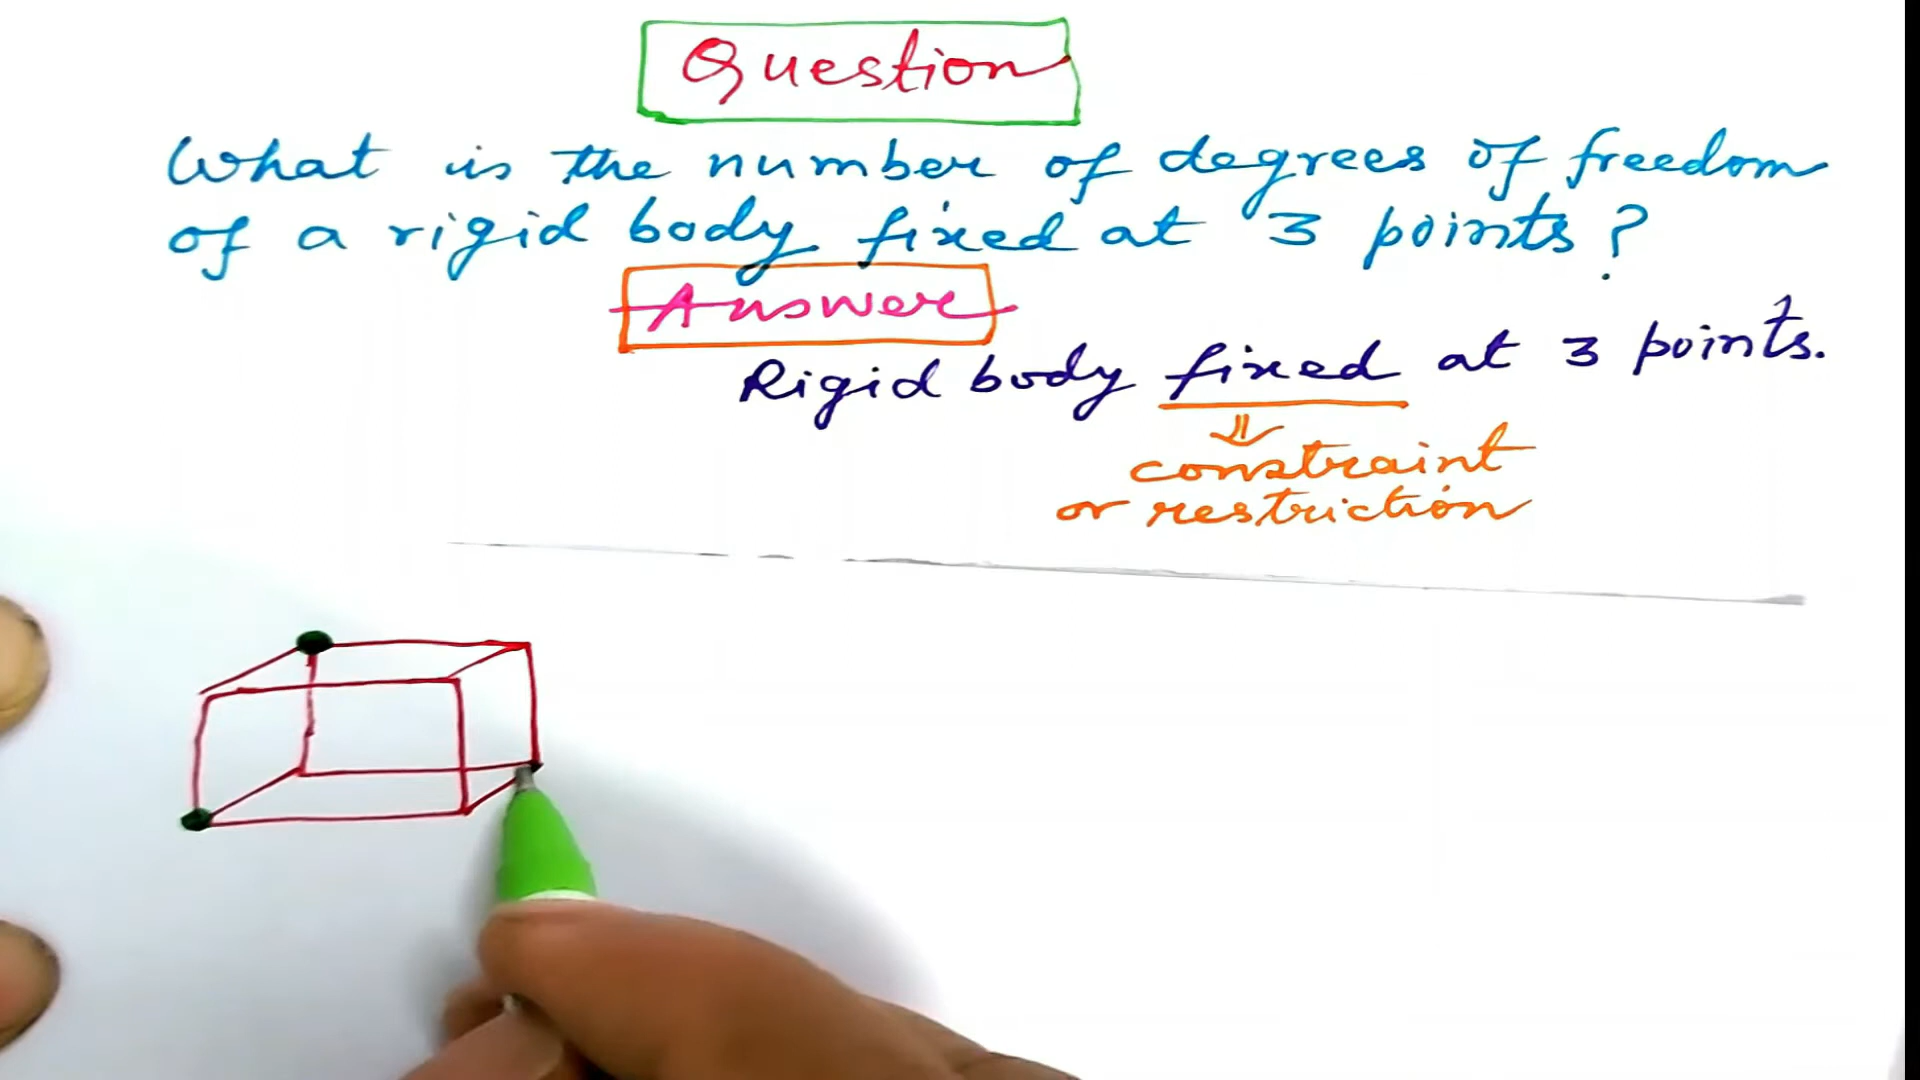 Question
What is the number of degrees of freedom
of a rigid body fixed at 3 points?
Answer
Rigid body fixed at 3 points.
constraint
or restriction